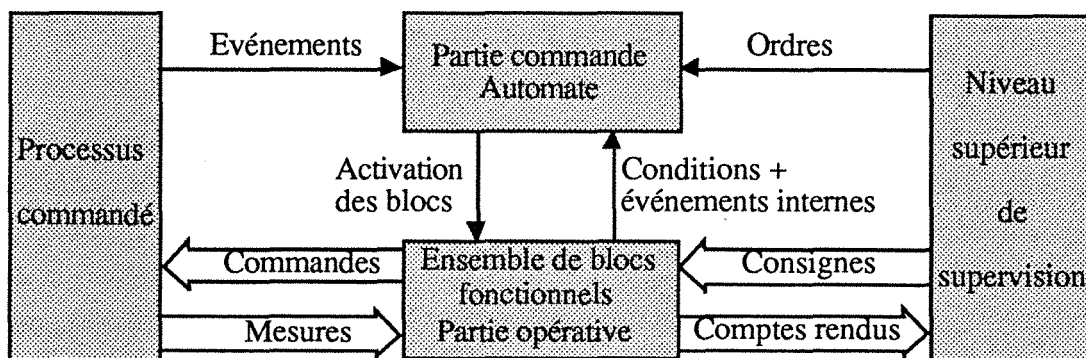 Evénements
Partie commande
Automate
Ordres
Processus
commandé
Niveau
supérieur
de
supervision
Activation
des blocs
Conditions +
événements internes
Commandes
Ensemble de blocs
fonctionnels
Partie opérative
Consignes
Mesures
Comptes rendus